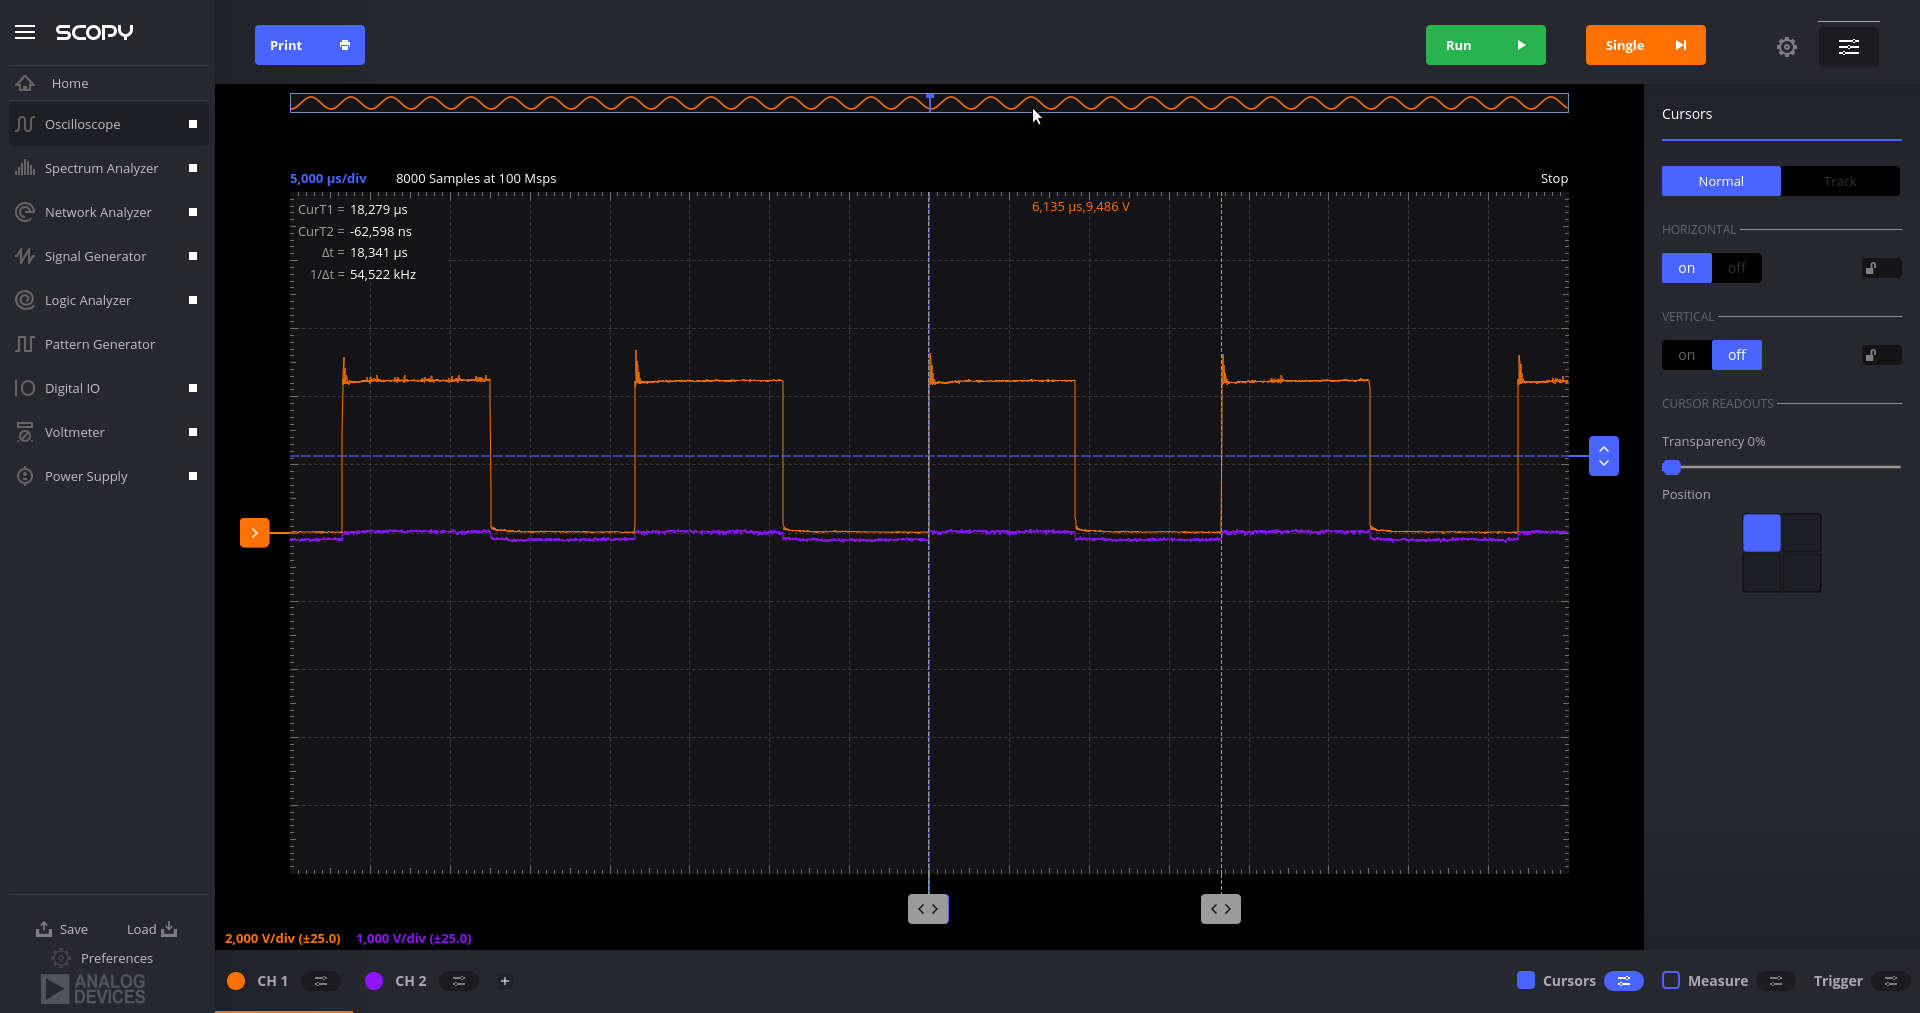 SCOPY
Print
Run
Single
Home
Oscilloscope
Spectrum Analyzer
Network Analyzer
Signal Generator
Logic Analyzer
Pattern Generator
Digital IO
Voltmeter
Power Supply
Save Load
Preferences
ANALOG
DEVICES
5,000 µs/div 8000 Samples at 100 Msps Stop
CurT1 = 18,279 µs
CurT2 = -62,598 ns
Δt = 18,341 µs
1/Δt = 54,522 kHz
6,135 µs,9,486 V
2,000 V/div (±25.0) 1,000 V/div (±25.0)
CH 1 CH 2 + Cursors Measure Trigger
Cursors
Normal Track
HORIZONTAL
on off
VERTICAL
on off
CURSOR READOUTS
Transparency 0%
Position